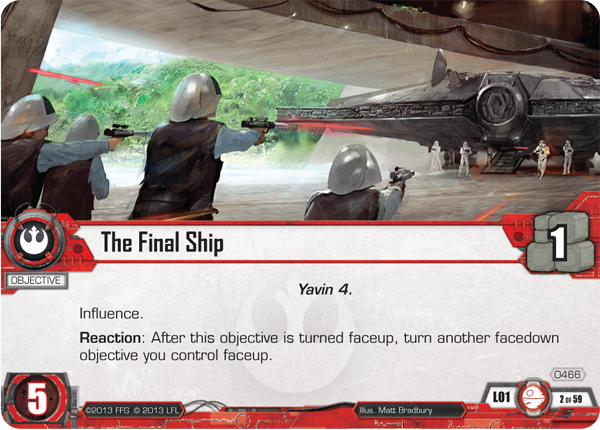 The Final Ship
1
OBJECTIVE
Yavin 4.
Influence.
Reaction: After this objective is turned faceup, turn another facedown
objective you control faceup.
0466
5
L01
2 OF 59
©2013 FFG © 2013 LFL
Illus. Matt Bradbury